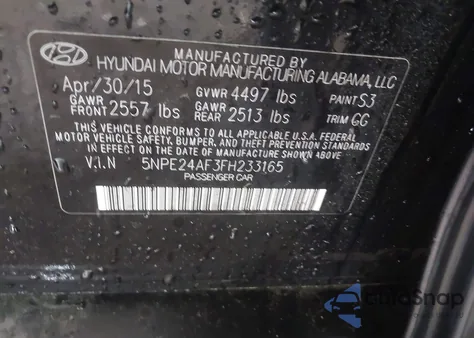 MANUFACTURED BY
HYUNDAI MOTOR MANUFACTURING ALABAMA, LLC
Apr/30/15 GVWR 4497 lbs PAINT S3
GAWR FRONT 2557 lbs GAWR REAR 2513 lbs TRIM GG
THIS VEHICLE CONFORMS TO ALL APPLICABLE U.S.A. FEDERAL
MOTOR VEHICLE SAFETY, BUMPER, AND THEFT PREVENTION STANDARDS
IN EFFECT ON THE DATE OF MANUFACTURE SHOWN ABOVE.
V.I.N 5NPE24AF3FH233165
PASSENGER CAR
AutoSnap